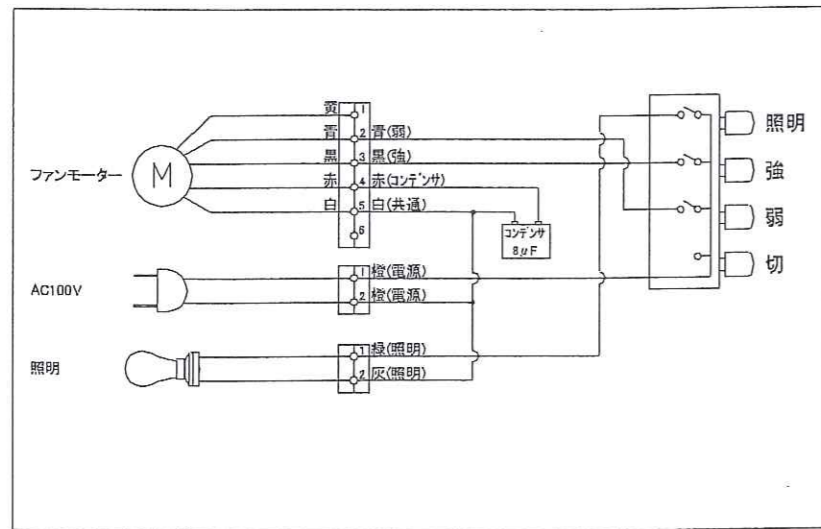 黄 1
青 2 青(弱)
黒 3 黒(強)
赤 4 赤(コンデンサ)
白 5 白(共通)
6
ファンモーター
M
コンデンサ
8μF
照明
強
弱
切
AC100V
1 橙(電源)
2 橙(電源)
照明
1 緑(照明)
2 灰(照明)